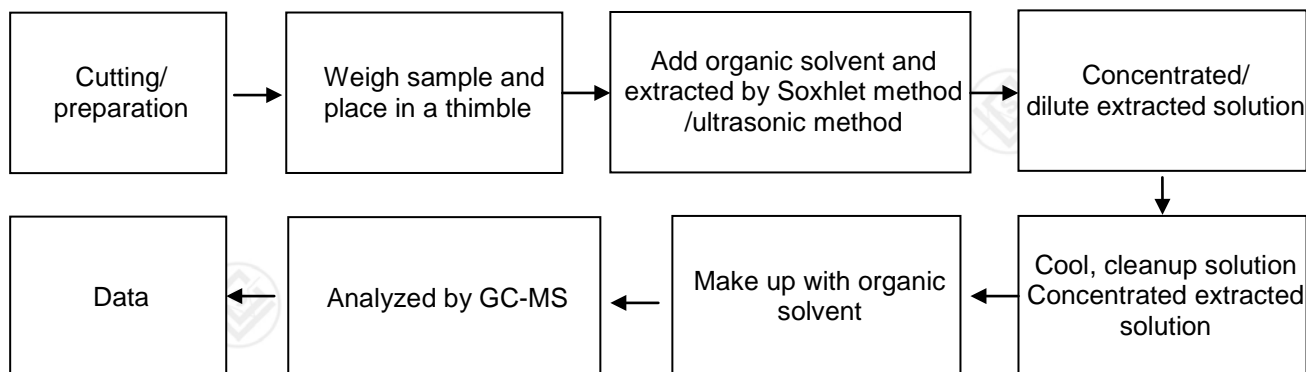 Cutting/
preparation
Weigh sample and
place in a thimble
Add organic solvent and
extracted by Soxhlet method
/ultrasonic method
Concentrated/
dilute extracted solution
Cool, cleanup solution
Concentrated extracted
solution
Make up with organic
solvent
Analyzed by GC-MS
Data